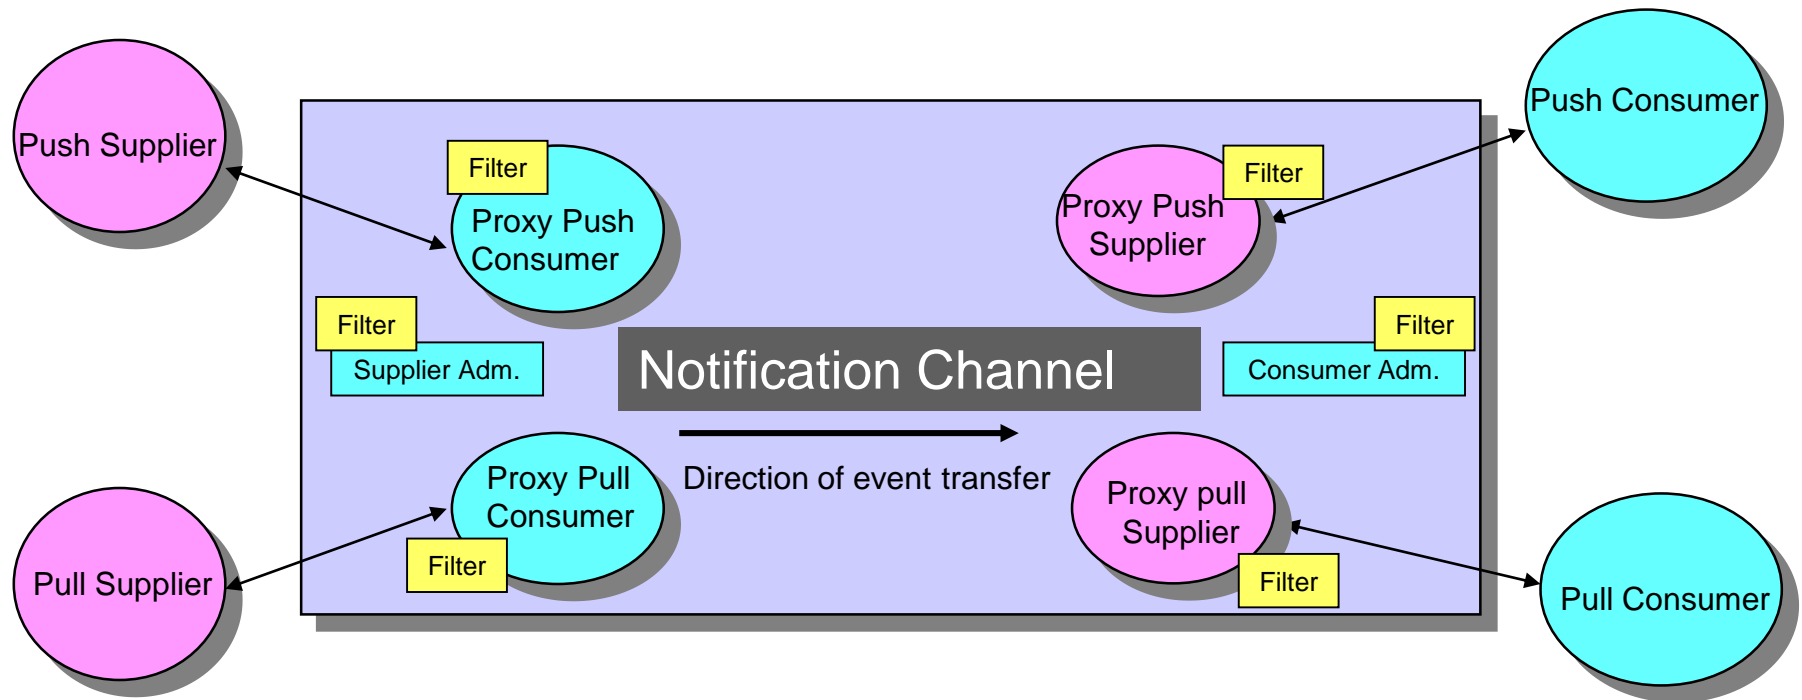 Push Supplier
Push Consumer
Filter
Proxy Push
Consumer
Filter
Proxy Push
Supplier
Filter
Supplier Adm.
Notification Channel
Filter
Consumer Adm.
Direction of event transfer
Proxy Pull
Consumer
Filter
Proxy pull
Supplier
Filter
Pull Supplier
Pull Consumer